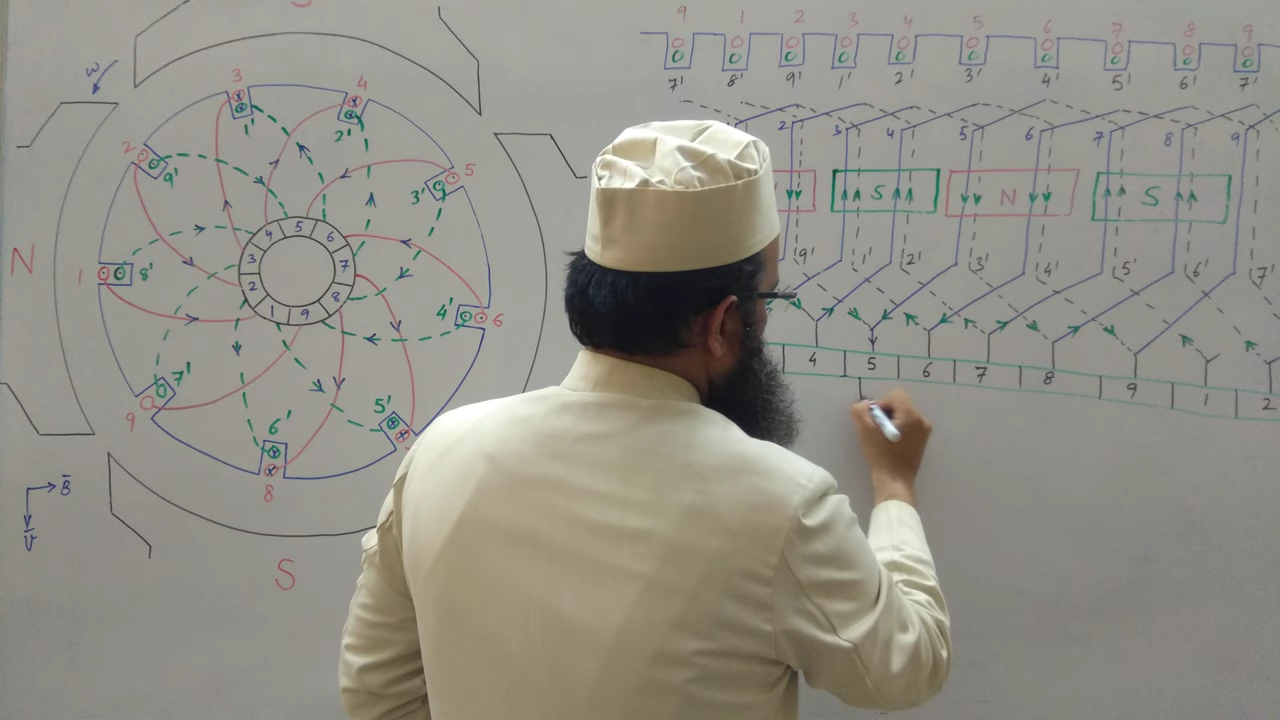 S
ω
3
4
1'
2'
2
9'
5
3'
N
1
8'
4
5
6
3
7
2
8
1
9
4'
6
7'
9
5'
6'
8
B̄
V̄
S
9 1 2 3 4 5 6 7 8 9
7' 8' 9' 1' 2' 3' 4' 5' 6' 7'
2 3 4 5 6 7 8 9
S N S
9' 1' 2' 3' 4' 5' 6' 7'
4 5 6 7 8 9 1 2